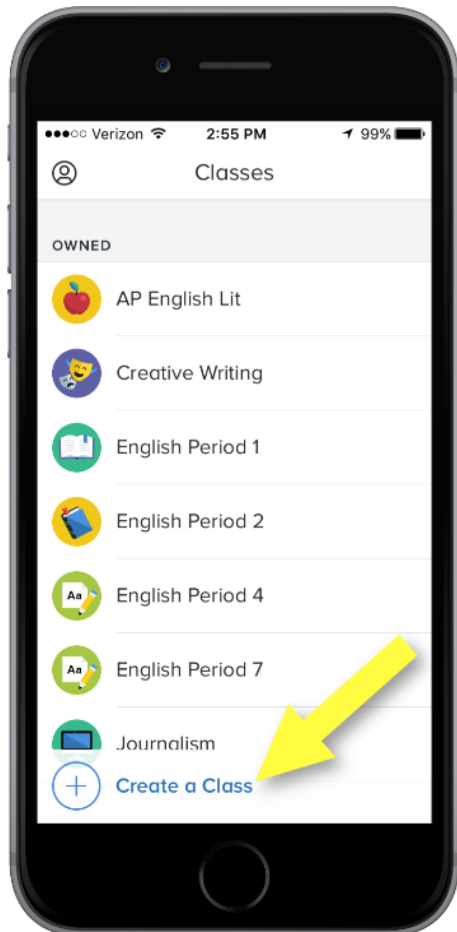 Verizon 2:55 PM 99%
Classes
OWNED
AP English Lit
Creative Writing
English Period 1
English Period 2
Aa English Period 4
Aa English Period 7
Journalism
Create a Class